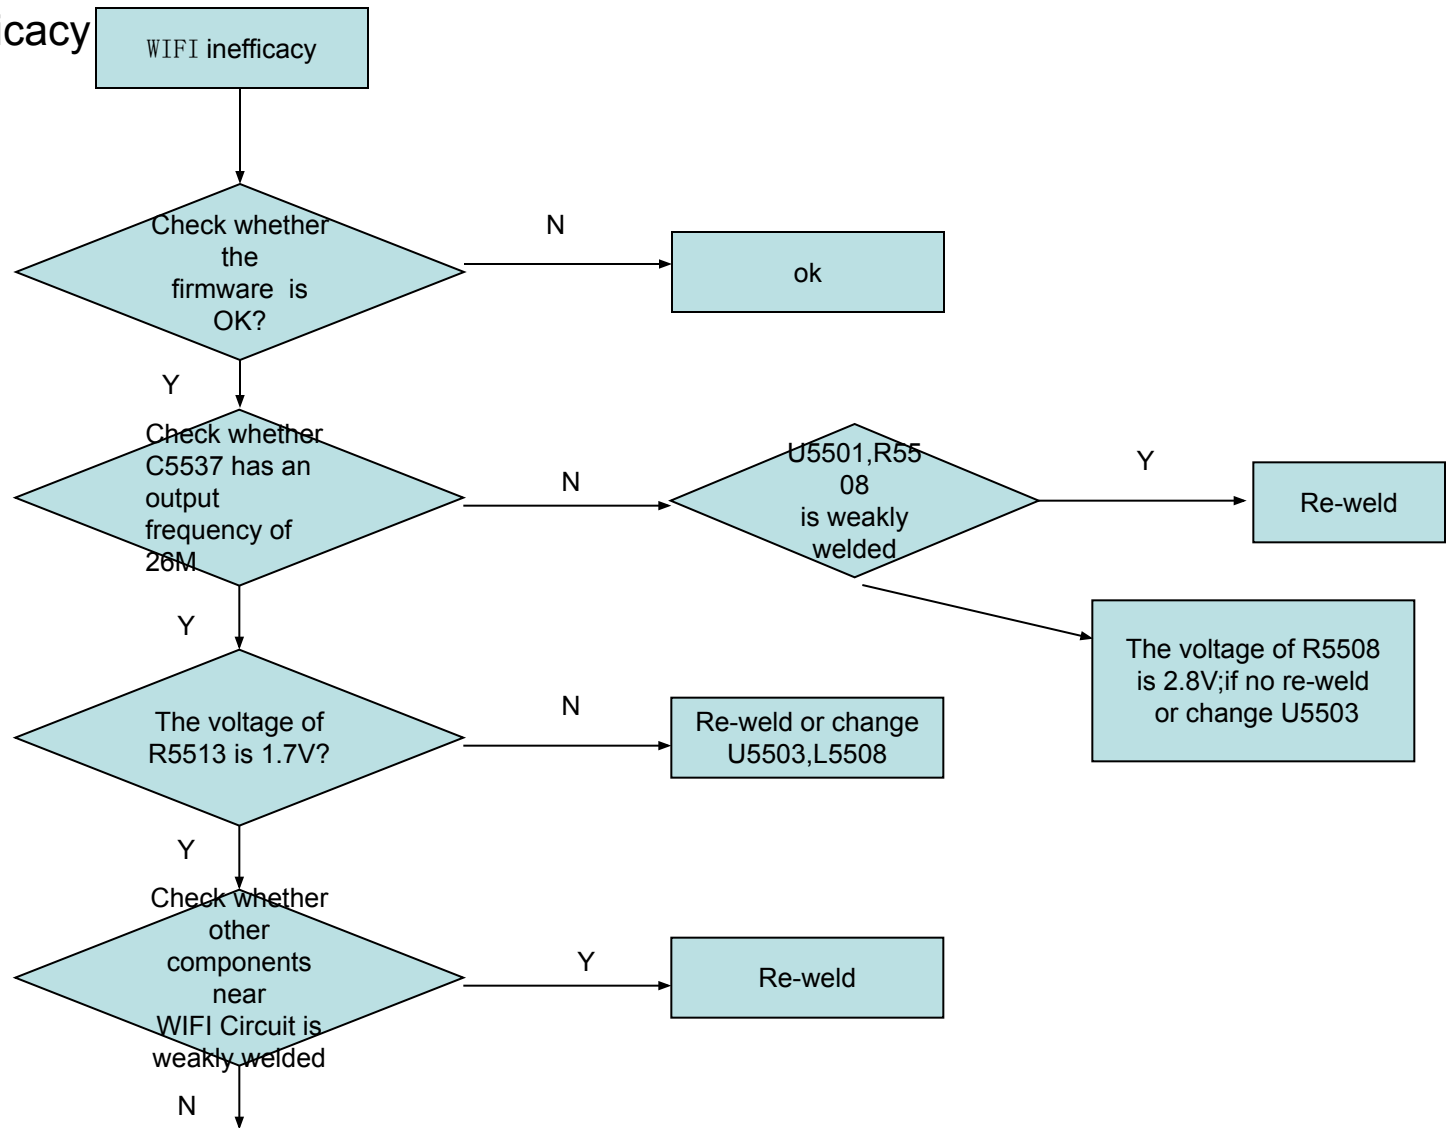 icacy
WIFI inefficacy
Check whether
the
firmware is
OK?
N
ok
Y
Check whether
C5537 has an
output
frequency of
26M
N
U5501,R55
08
is weakly
welded
Y
Re-weld
The voltage of R5508
is 2.8V;if no re-weld
or change U5503
Y
The voltage of
R5513 is 1.7V?
N
Re-weld or change
U5503,L5508
Y
Check whether
other
components
near
WIFI Circuit is
weakly welded
Y
Re-weld
N